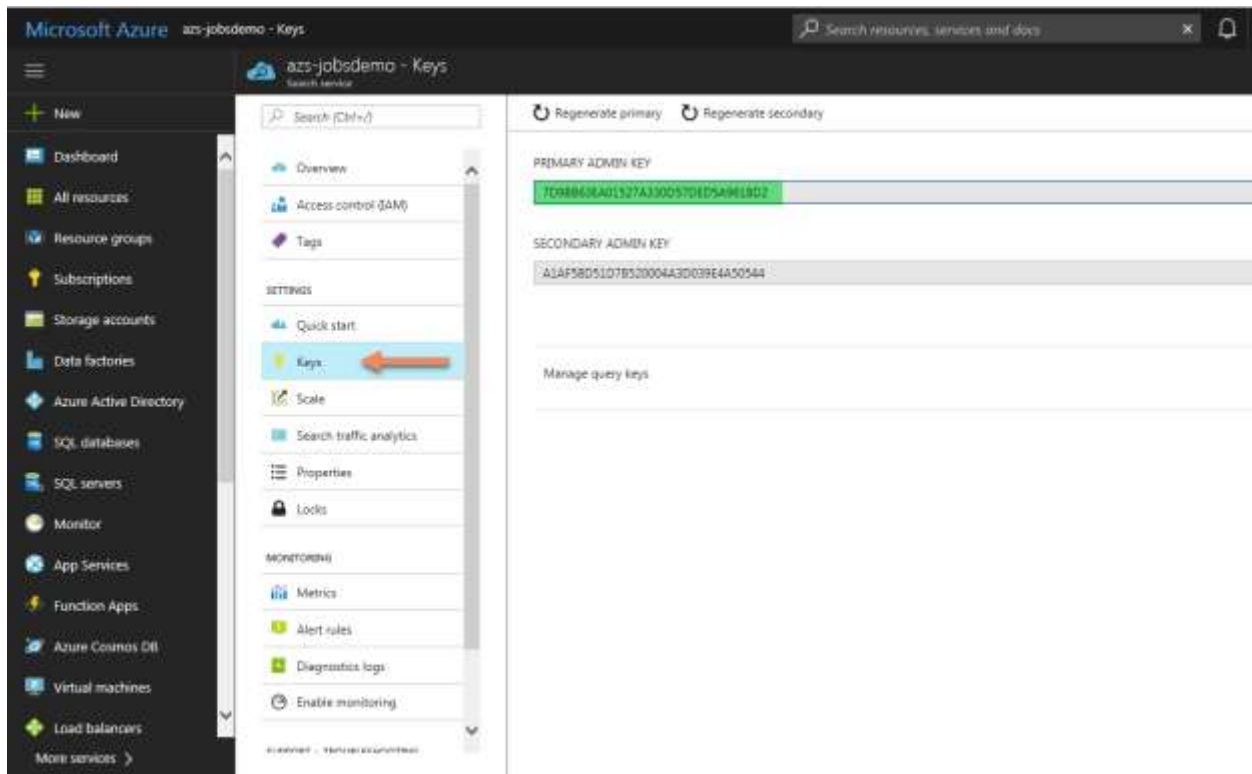 Microsoft Azure azs-jobsdemo - Keys
Search resources, services and docs
azs-jobsdemo - Keys
Search service
New
Dashboard
All resources
Resource groups
Subscriptions
Storage accounts
Data factories
Azure Active Directory
SQL databases
SQL servers
Monitor
App Services
Function Apps
Azure Cosmos DB
Virtual machines
Load balancers
More services >
Search (Ctrl+/)
Overview
Access control (IAM)
Tags
SETTINGS
Quick start
Keys
Scale
Search traffic analytics
Properties
Locks
MONITORING
Metrics
Alert rules
Diagnostics logs
Enable monitoring
Regenerate primary Regenerate secondary
PRIMARY ADMIN KEY
SECONDARY ADMIN KEY
Manage query keys